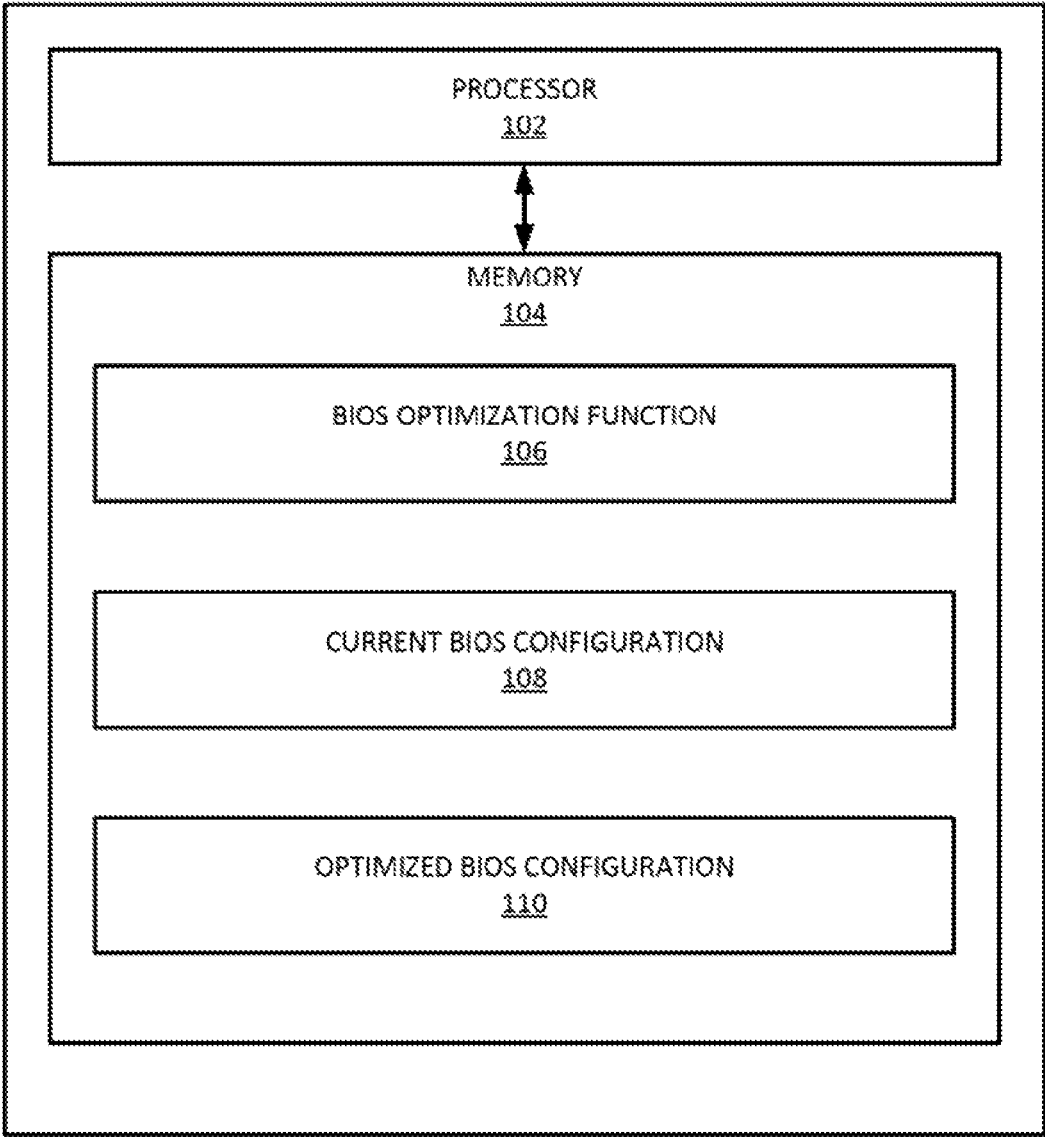 PROCESSOR
102
MEMORY
104
BIOS OPTIMIZATION FUNCTION
106
CURRENT BIOS CONFIGURATION
108
OPTIMIZED BIOS CONFIGURATION
110